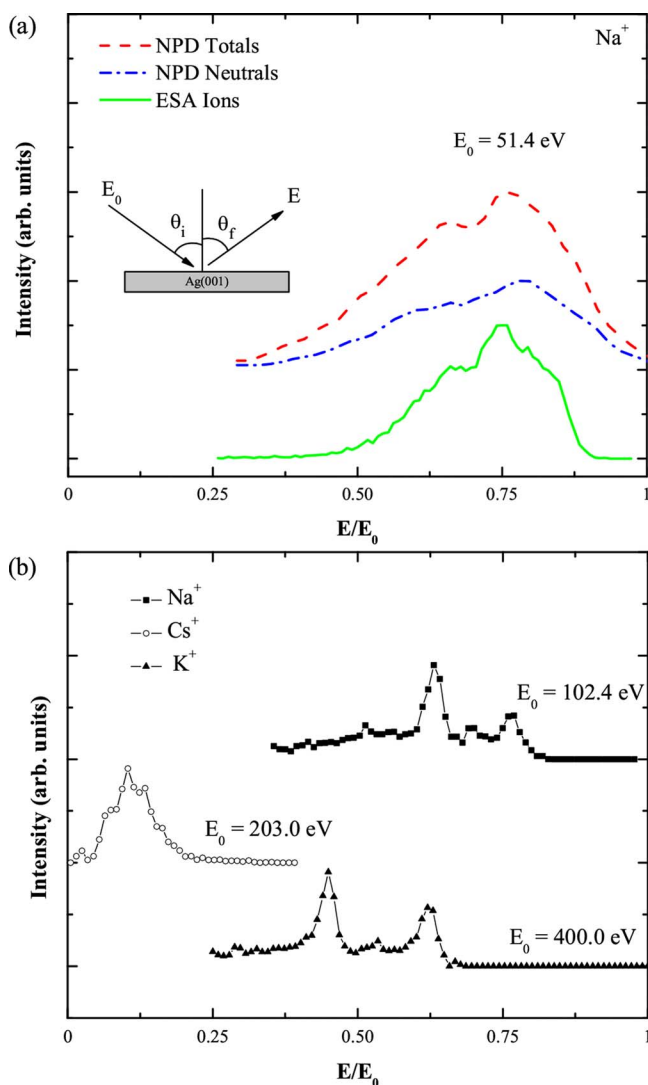 (a)
NPD Totals
NPD Neutrals
ESA Ions
Na⁺
E₀ = 51.4 eV
E₀
θᵢ
θ_f
E
Ag(001)
Intensity (arb. units)
0 0.25 0.50 0.75 1
E/E₀
(b)
Na⁺
Cs⁺
K⁺
E₀ = 102.4 eV
E₀ = 203.0 eV
E₀ = 400.0 eV
Intensity (arb. units)
0 0.25 0.50 0.75 1
E/E₀